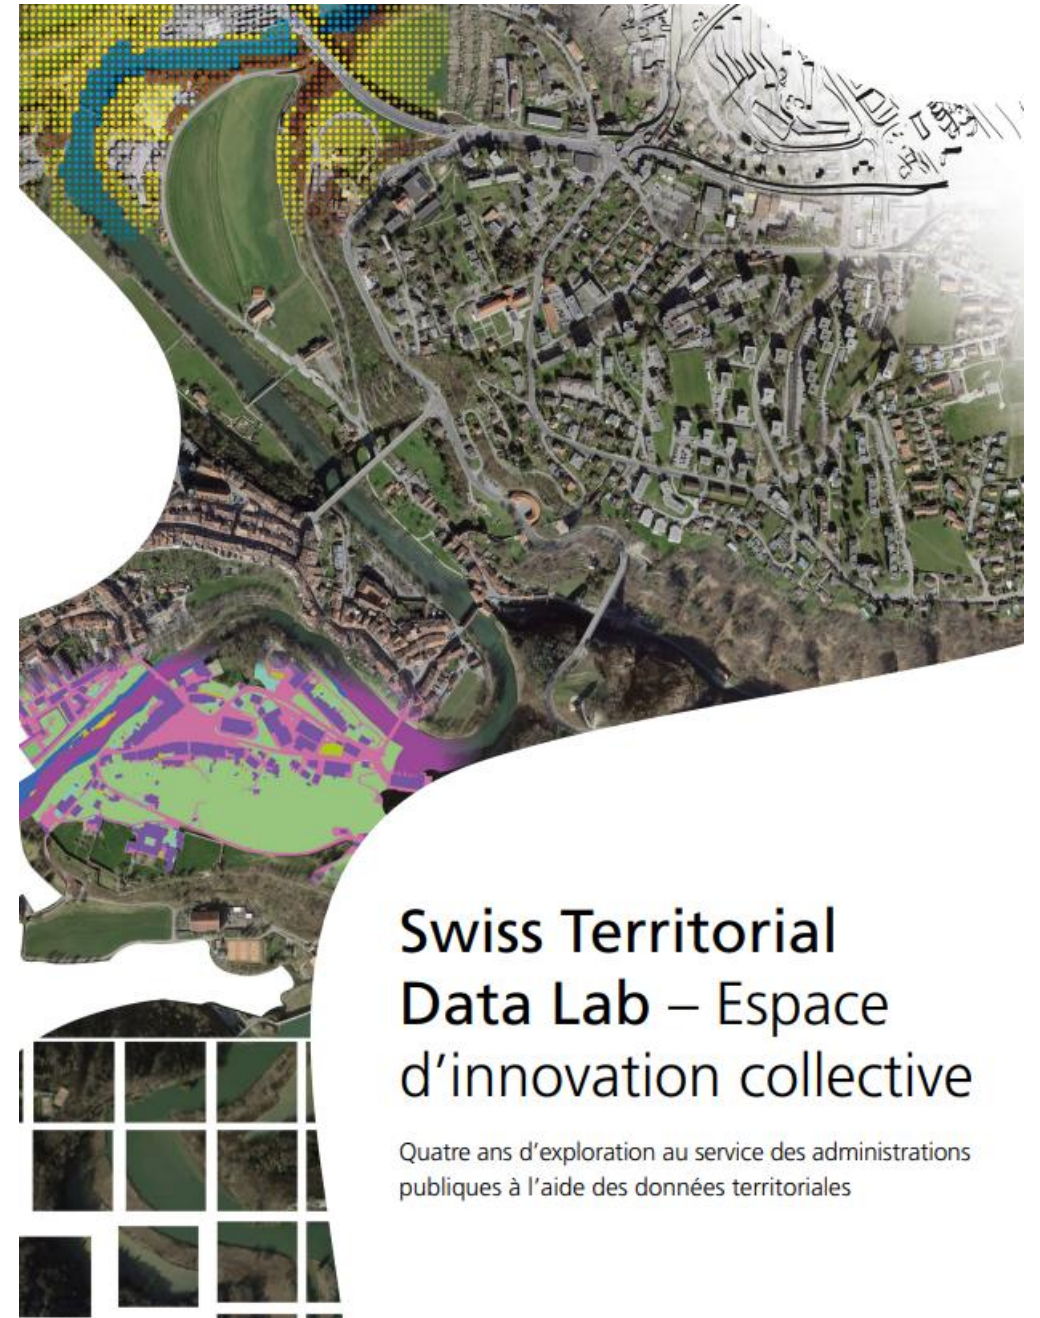 Swiss Territorial
Data Lab – Espace
d’innovation collective
Quatre ans d’exploration au service des administrations
publiques à l’aide des données territoriales